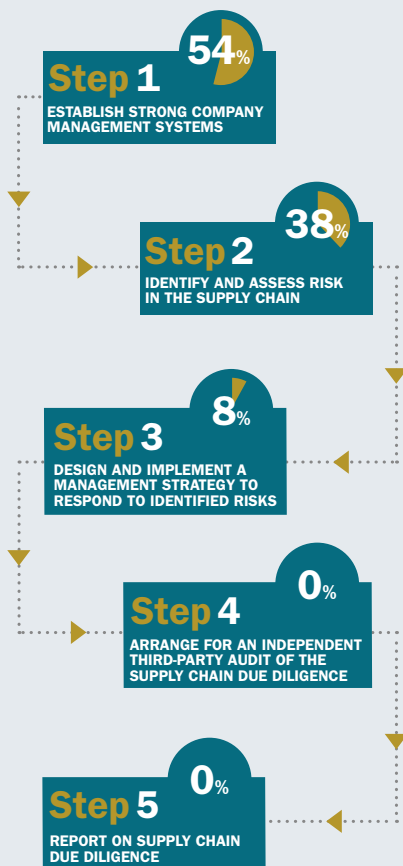 54%
Step 1
ESTABLISH STRONG COMPANY
MANAGEMENT SYSTEMS
38%
Step 2
IDENTIFY AND ASSESS RISK
IN THE SUPPLY CHAIN
8%
Step 3
DESIGN AND IMPLEMENT A
MANAGEMENT STRATEGY TO
RESPOND TO IDENTIFIED RISKS
0%
Step 4
ARRANGE FOR AN INDEPENDENT
THIRD-PARTY AUDIT OF THE
SUPPLY CHAIN DUE DILIGENCE
0%
Step 5
REPORT ON SUPPLY CHAIN
DUE DILIGENCE